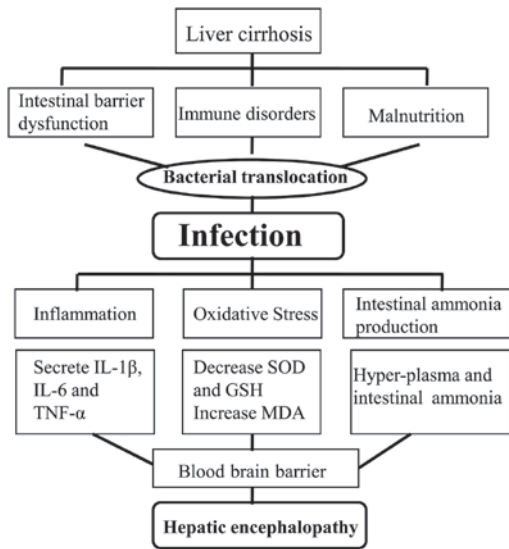 Liver cirrhosis
Intestinal barrier
dysfunction
Immune disorders
Malnutrition
Bacterial translocation
Infection
Inflammation
Oxidative Stress
Intestinal ammonia
production
Secrete IL-1β,
IL-6 and
TNF-α
Decrease SOD
and GSH
Increase MDA
Hyper-plasma and
intestinal ammonia
Blood brain barrier
Hepatic encephalopathy